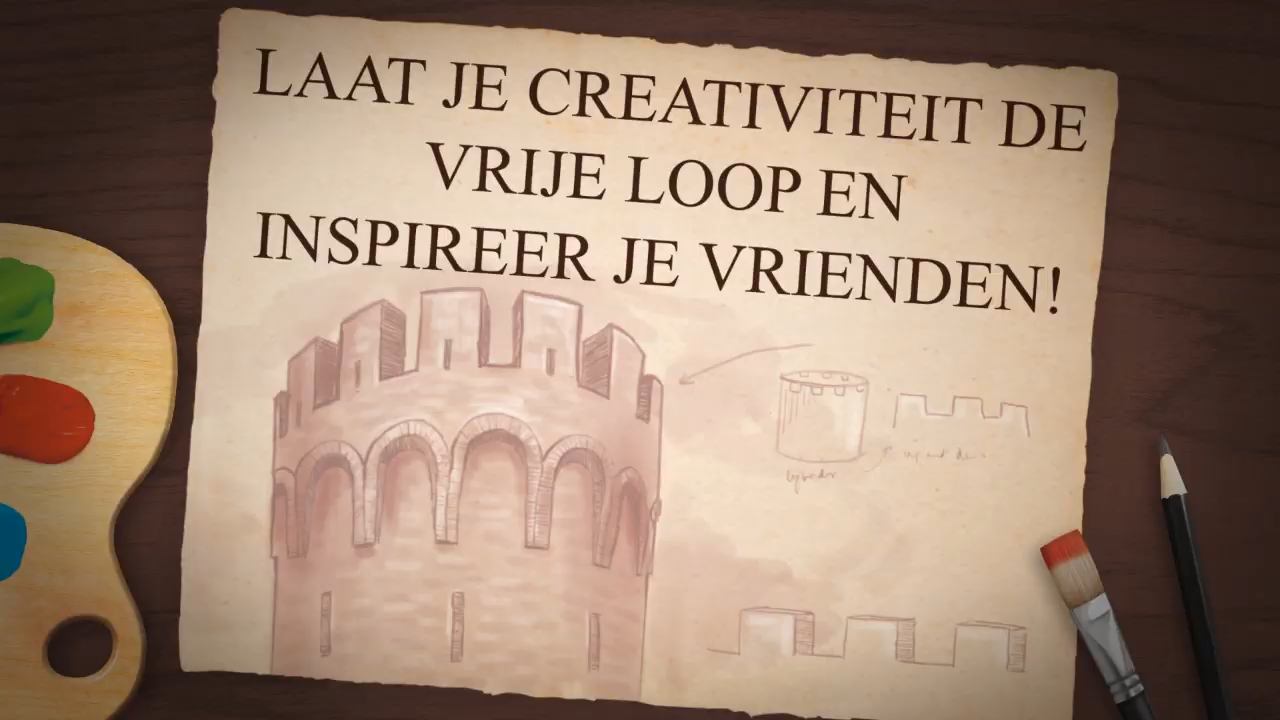 LAAT JE CREATIVITEIT DE
VRIJE LOOP EN
INSPIREER JE VRIENDEN!